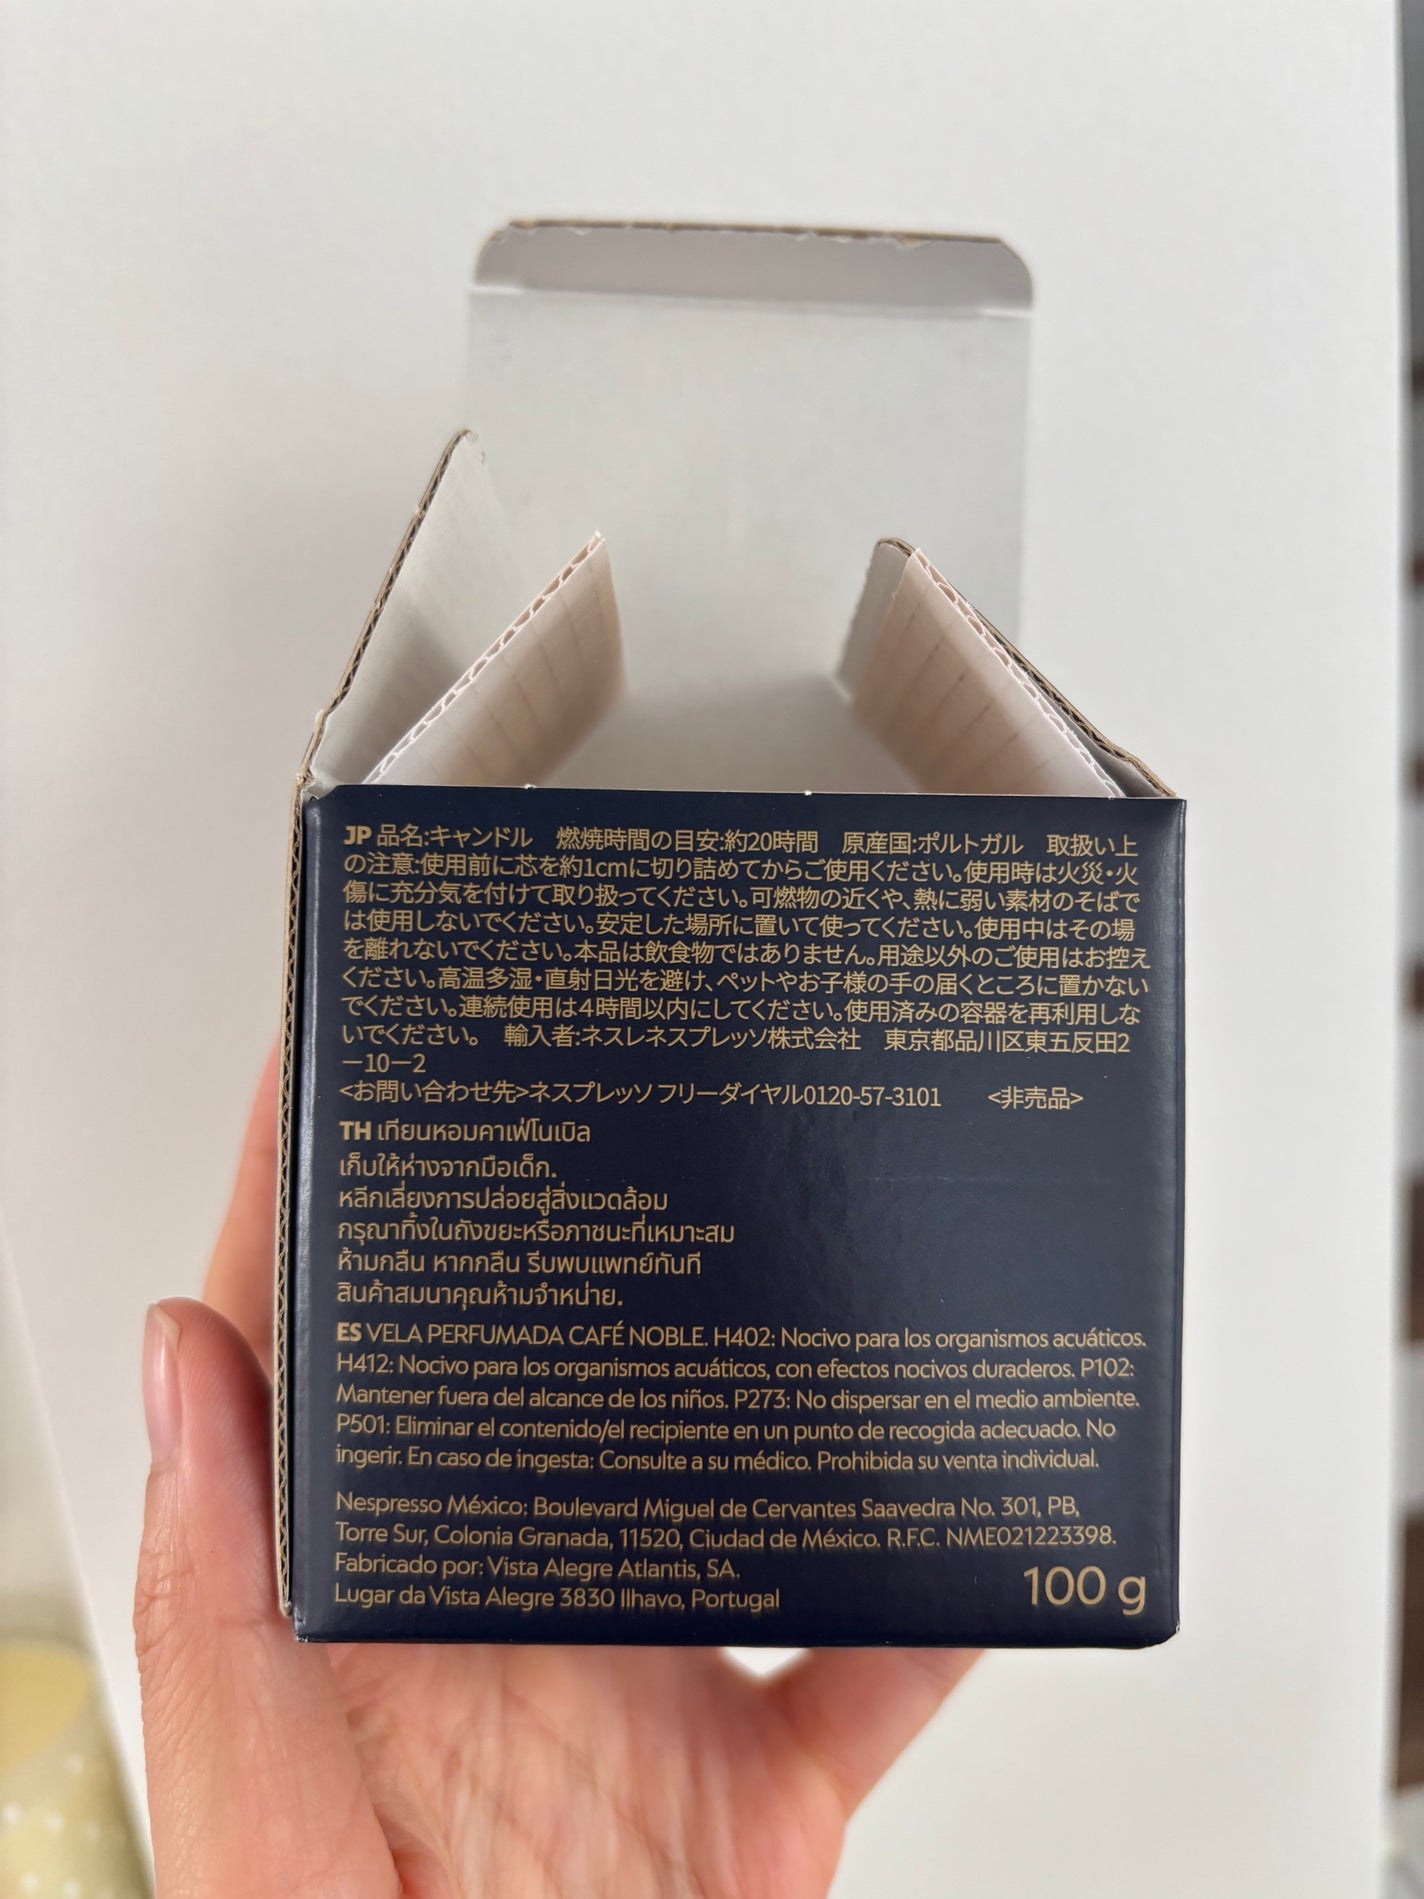 JP 品名:キャンドル　燃焼時間の目安:約20時間　原産国:ポルトガル　取扱い上
の注意:使用前に芯を約1cmに切り詰めてからご使用ください。使用時は火災・火
傷に充分気を付けて取り扱ってください。可燃物の近くや、熱に弱い素材のそばで
は使用しないでください。安定した場所に置いて使ってください。使用中はその場
を離れないでください。本品は飲食物ではありません。用途以外のご使用はお控え
ください。高温多湿・直射日光を避け、ペットやお子様の手の届くところに置かない
でください。連続使用は4時間以内にしてください。使用済みの容器を再利用しな
いでください。　輸入者:ネスレネスプレッソ株式会社　東京都品川区東五反田2
ー10ー2
<お問い合わせ先>ネスプレッソ フリーダイヤル0120-57-3101　<非売品>
TH เทียนหอมคาเฟ่โนเบิล
เก็บให้ห่างจากมือเด็ก.
หลีกเลี่ยงการปล่อยสู่สิ่งแวดล้อม
กรุณาทิ้งในถังขยะหรือภาชนะที่เหมาะสม
ห้ามกลืน หากกลืน รีบพบแพทย์ทันที
สินค้าสมนาคุณห้ามจำหน่าย.
ES VELA PERFUMADA CAFÉ NOBLE. H402: Nocivo para los organismos acuáticos.
H412: Nocivo para los organismos acuáticos, con efectos nocivos duraderos. P102:
Mantener fuera del alcance de los niños. P273: No dispersar en el medio ambiente.
P501: Eliminar el contenido/el recipiente en un punto de recogida adecuado. No
ingerir. En caso de ingesta: Consulte a su médico. Prohibida su venta individual.
Nespresso México: Boulevard Miguel de Cervantes Saavedra No. 301, PB,
Torre Sur, Colonia Granada, 11520, Ciudad de México. R.F.C. NME021223398.
Fabricado por: Vista Alegre Atlantis, SA.
Lugar da Vista Alegre 3830 Ilhavo, Portugal
100 g